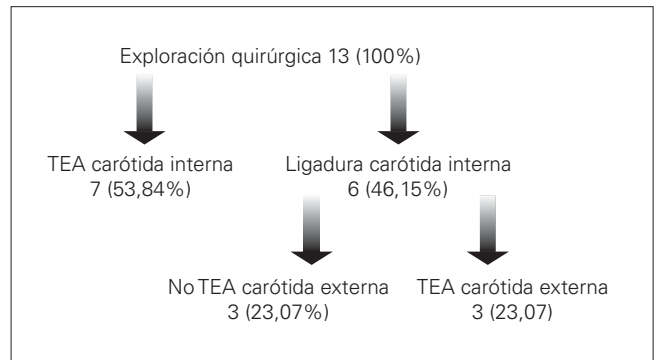 Exploración quirúrgica 13 (100%)
TEA carótida interna
7 (53,84%)
Ligadura carótida interna
6 (46,15%)
No TEA carótida externa
3 (23,07%)
TEA carótida externa
3 (23,07)